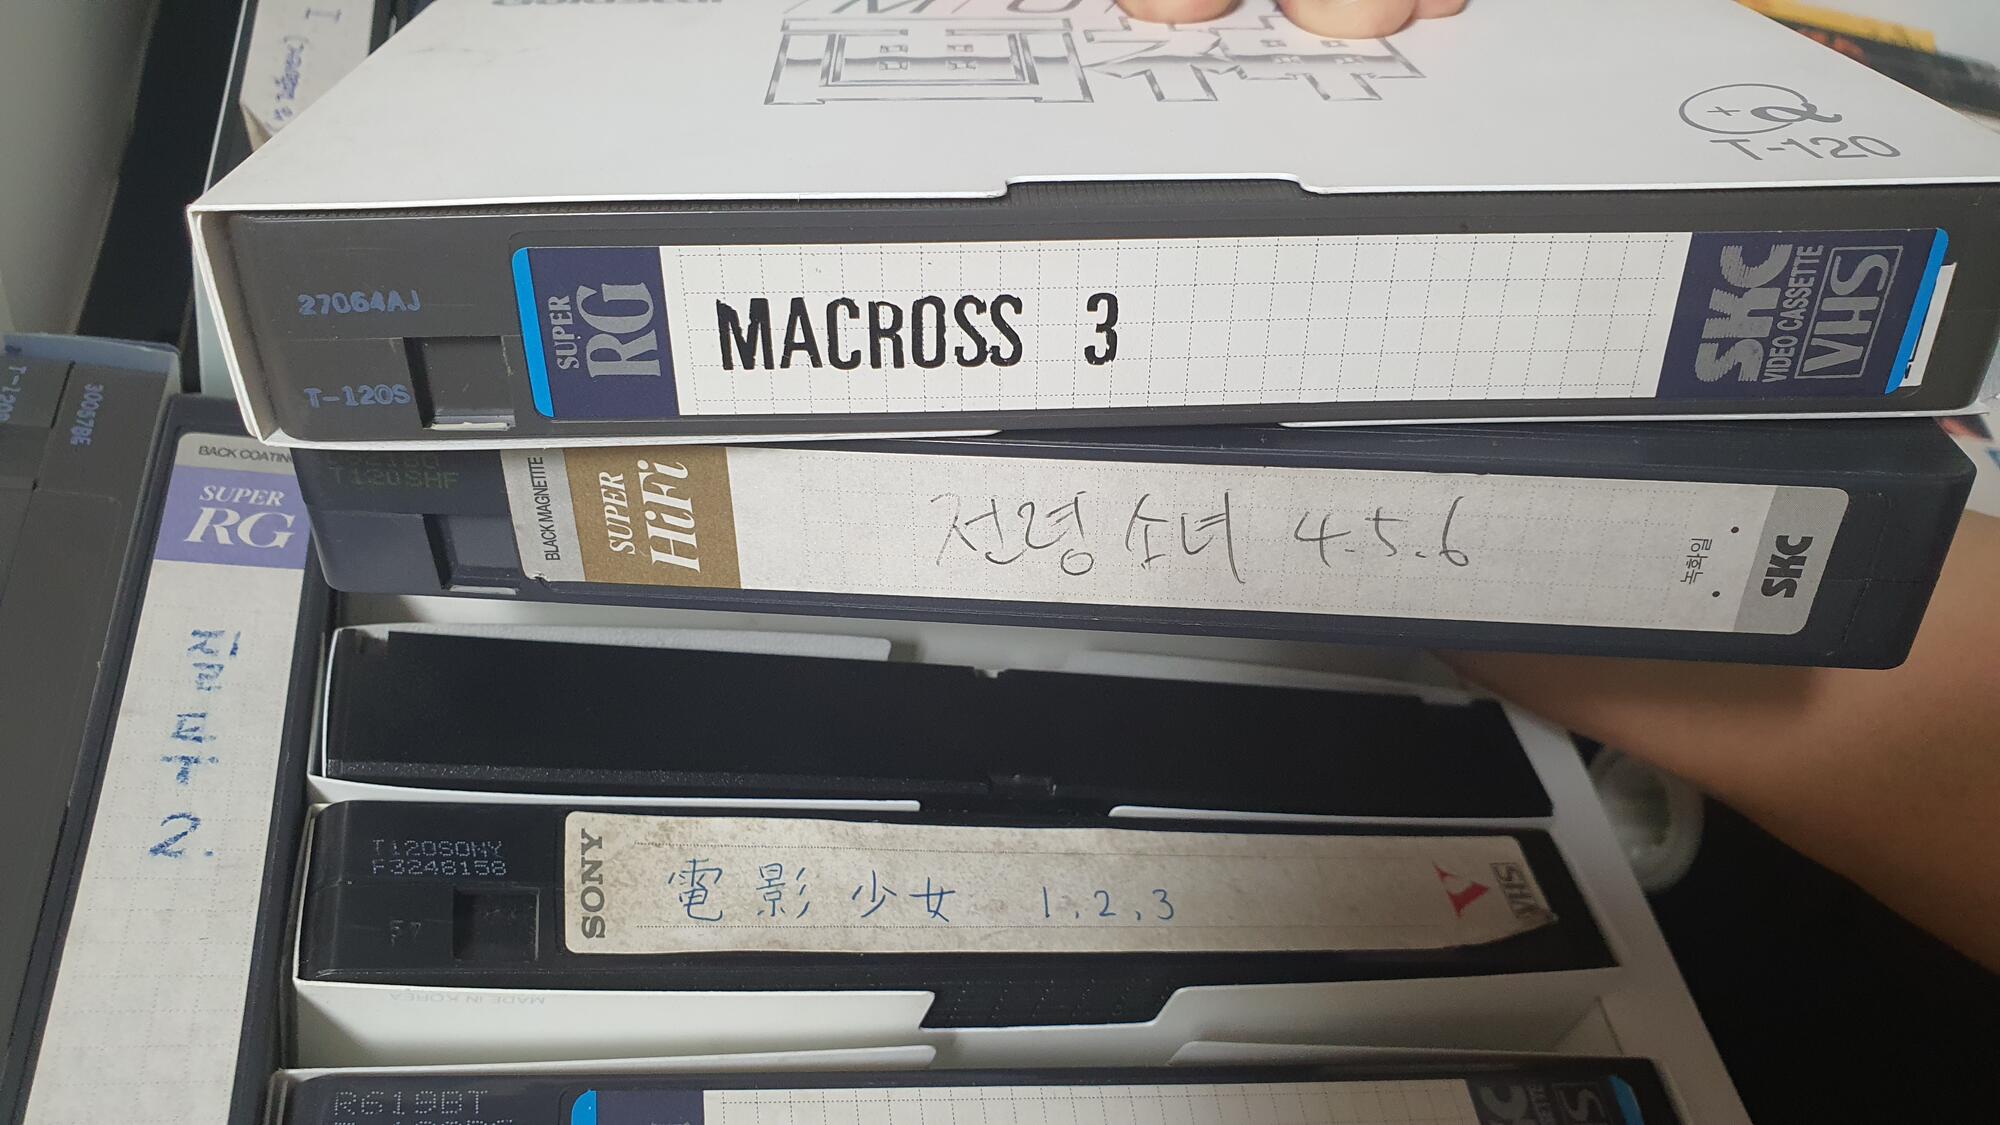 T-120
27064AJ
T-120S
SUPER
RG
MACROSS 3
SKC
VIDEO CASSETTE
VHS
T120SHF
BLACK MAGNETITE
SUPER
HiFi
전령 소녀 4.5.6
녹화일
SKC
30057BE
BACK COATIN
SUPER
RG
T120SONY
F3248158
SONY
電影少女 1,2,3
V
VHS
MADE IN KOREA
R619BT